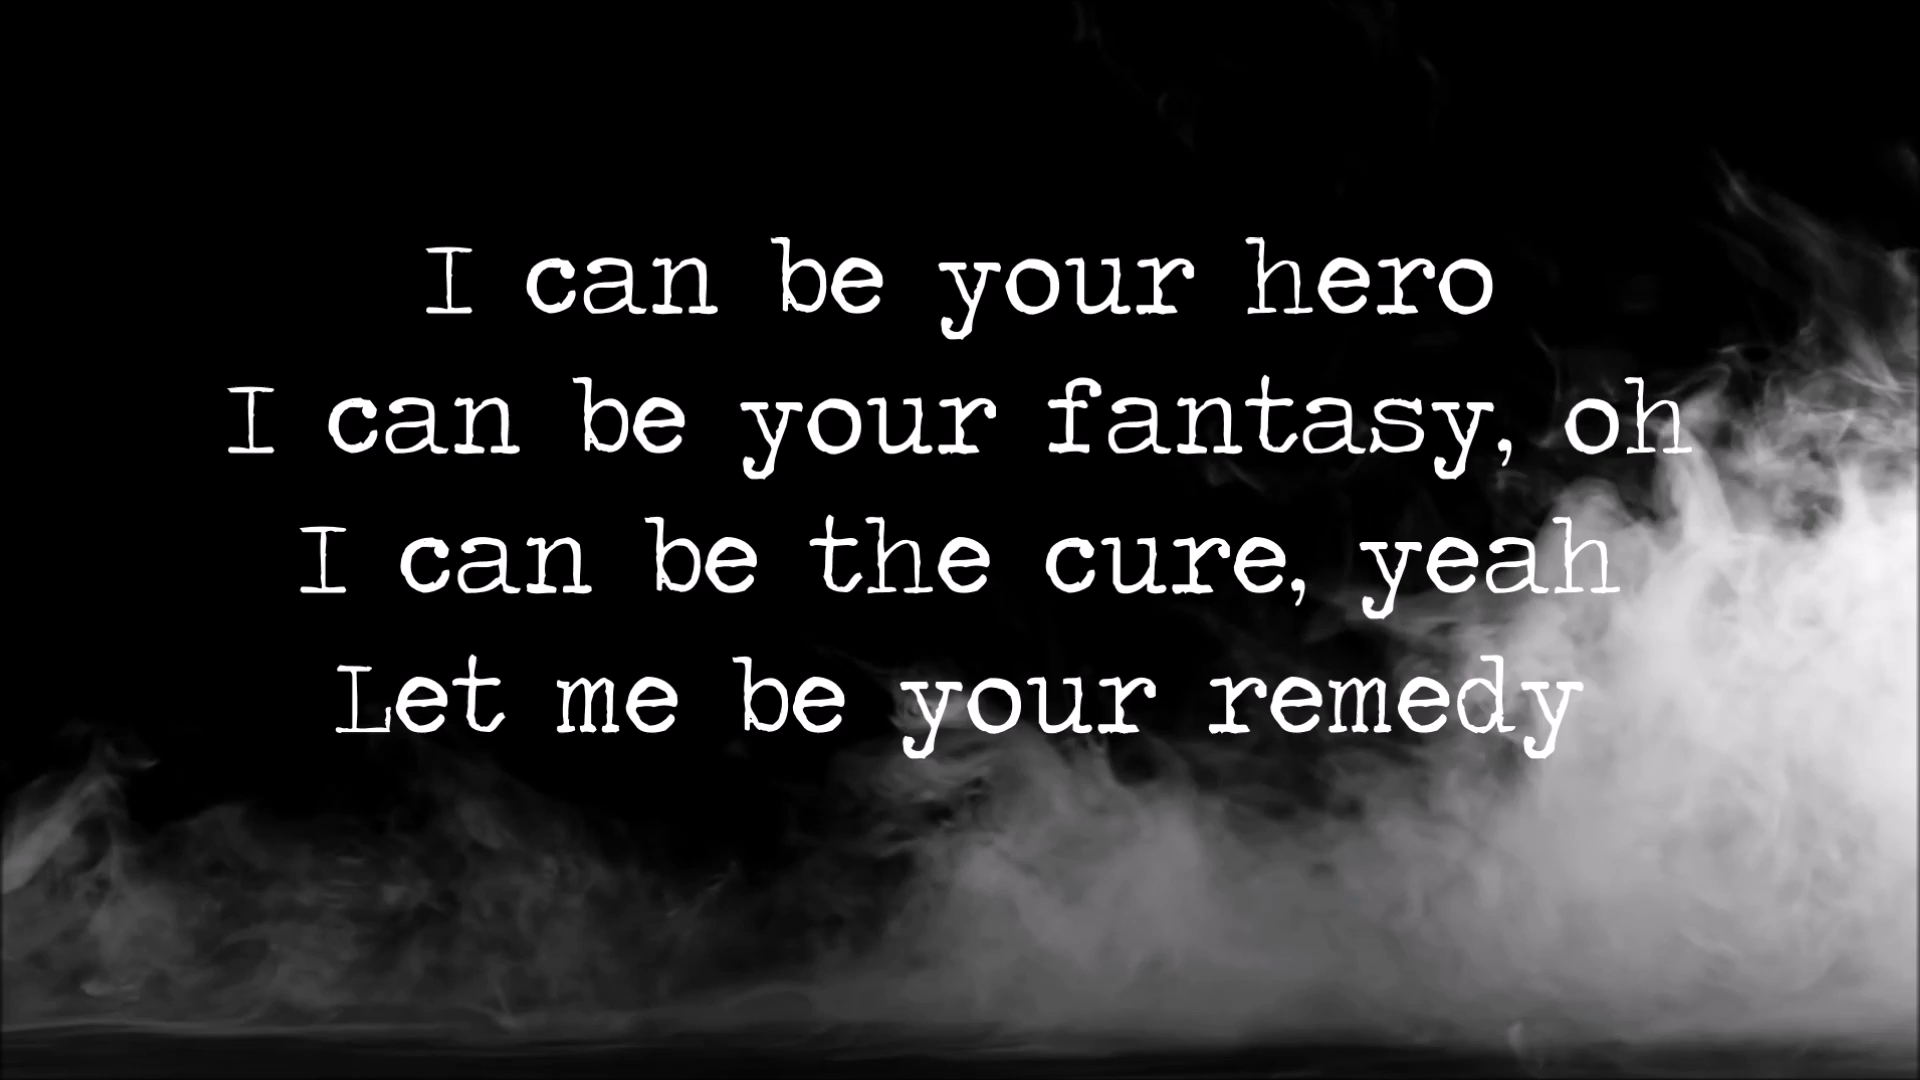 I can be your hero
I can be your fantasy, oh
I can be the cure, yeah
Let me be your remedy